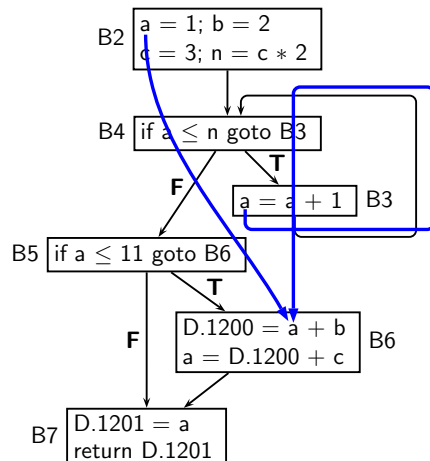 B2
a = 1; b = 2
c = 3; n = c * 2
B4
if a ≤ n goto B3
T
F
a = a + 1
B3
B5
if a ≤ 11 goto B6
T
F
D.1200 = a + b
a = D.1200 + c
B6
B7
D.1201 = a
return D.1201